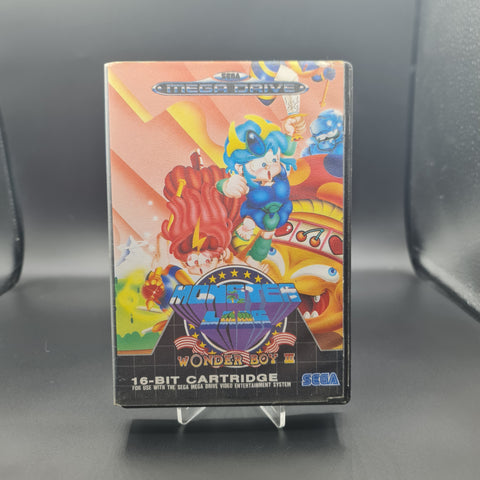 SEGA
MEGA DRIVE
MONSTER
LAIR
WONDER BOY III
16-BIT CARTRIDGE
FOR USE WITH THE SEGA MEGA DRIVE VIDEO ENTERTAINMENT SYSTEM
SEGA